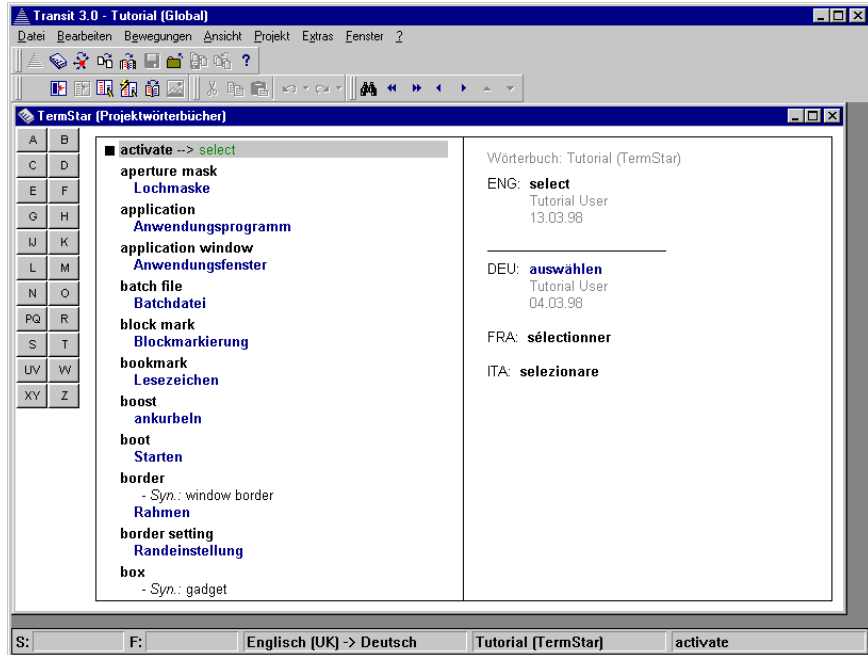 Transit 3.0 - Tutorial (Global)
Datei Bearbeiten Bewegungen Ansicht Projekt Extras Fenster ?
TermStar (Projektwörterbücher)
A B
C D
E F
G H
IJ K
L M
N O
PQ R
S T
UV W
XY Z
activate --> select
aperture mask
Lochmaske
application
Anwendungsprogramm
application window
Anwendungsfenster
batch file
Batchdatei
block mark
Blockmarkierung
bookmark
Lesezeichen
boost
ankurbeln
boot
Starten
border
- Syn.: window border
Rahmen
border setting
Randeinstellung
box
- Syn.: gadget
Wörterbuch: Tutorial (TermStar)
ENG: select
Tutorial User
13.03.98
DEU: auswählen
Tutorial User
04.03.98
FRA: sélectionner
ITA: selezionare
S: F: Englisch (UK) -> Deutsch Tutorial (TermStar) activate